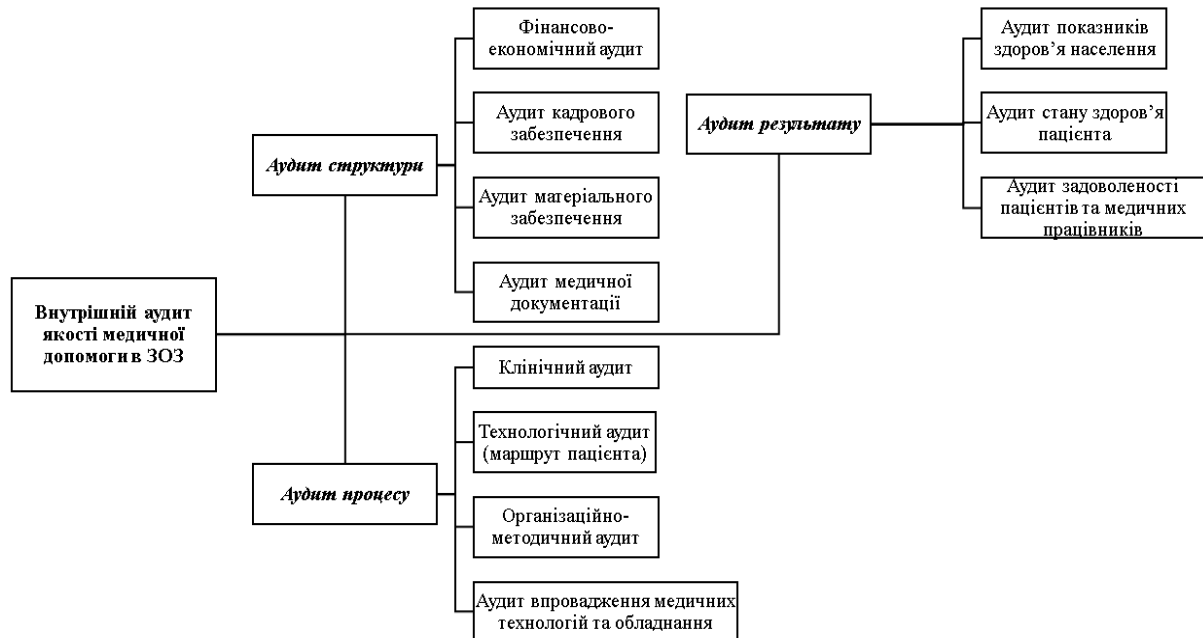 Внутрішній аудит
якості медичної
допомоги в ЗОЗ
Аудит структури
Фінансово-
економічний аудит
Аудит кадрового
забезпечення
Аудит матеріального
забезпечення
Аудит медичної
документації
Аудит процесу
Клінічний аудит
Технологічний аудит
(маршрут пацієнта)
Організаційно-
методичний аудит
Аудит впровадження медичних
технологій та обладнання
Аудит результату
Аудит показників
здоров’я населення
Аудит стану здоров’я
пацієнта
Аудит задоволеності
пацієнтів та медичних
працівників